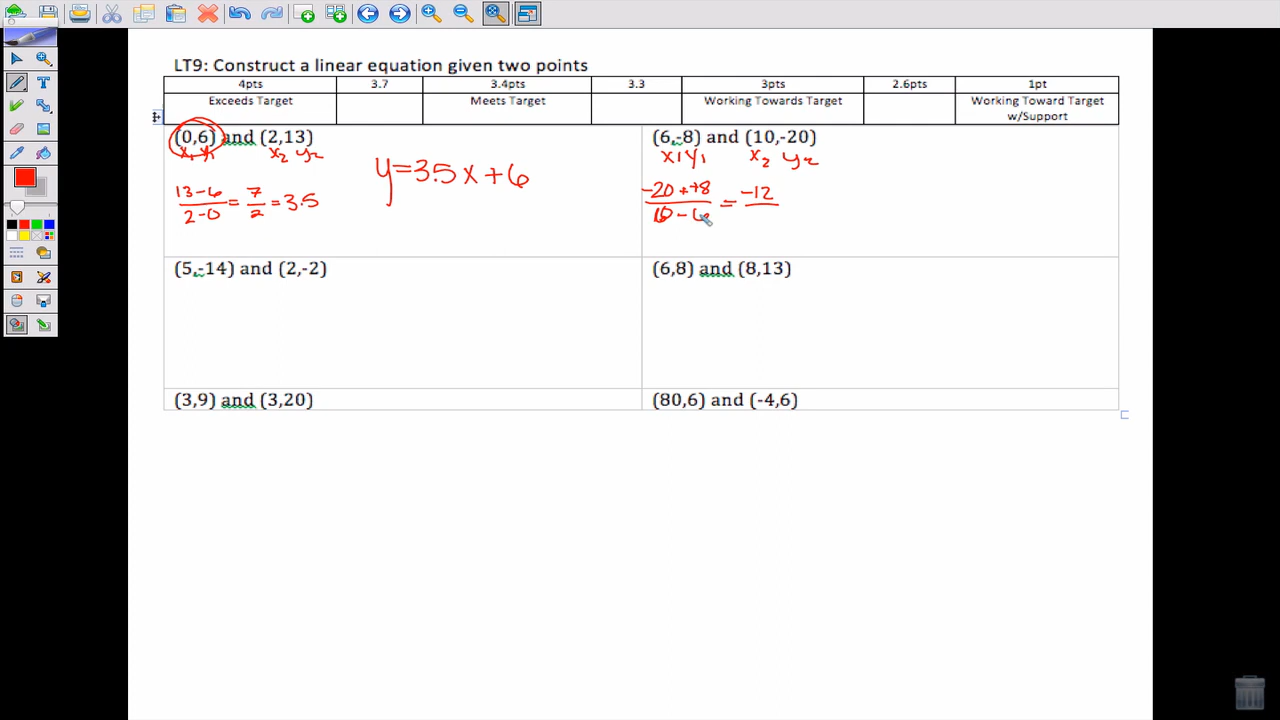 LT9: Construct a linear equation given two points
4pts 3.7 3.4pts 3.3 3pts 2.6pts 1pt
Exceeds Target Meets Target Working Towards Target Working Toward Target w/Support
(0,6) and (2,13)
x₁ y₁ x₂ y₂
13-6/2-0 = 7/2 = 3.5
y=3.5x+6
(6,-8) and (10,-20)
x₁ y₁ x₂ y₂
-20 + +8/10-6 = -12/
(5,-14) and (2,-2)
(6,8) and (8,13)
(3,9) and (3,20)
(80,6) and (-4,6)